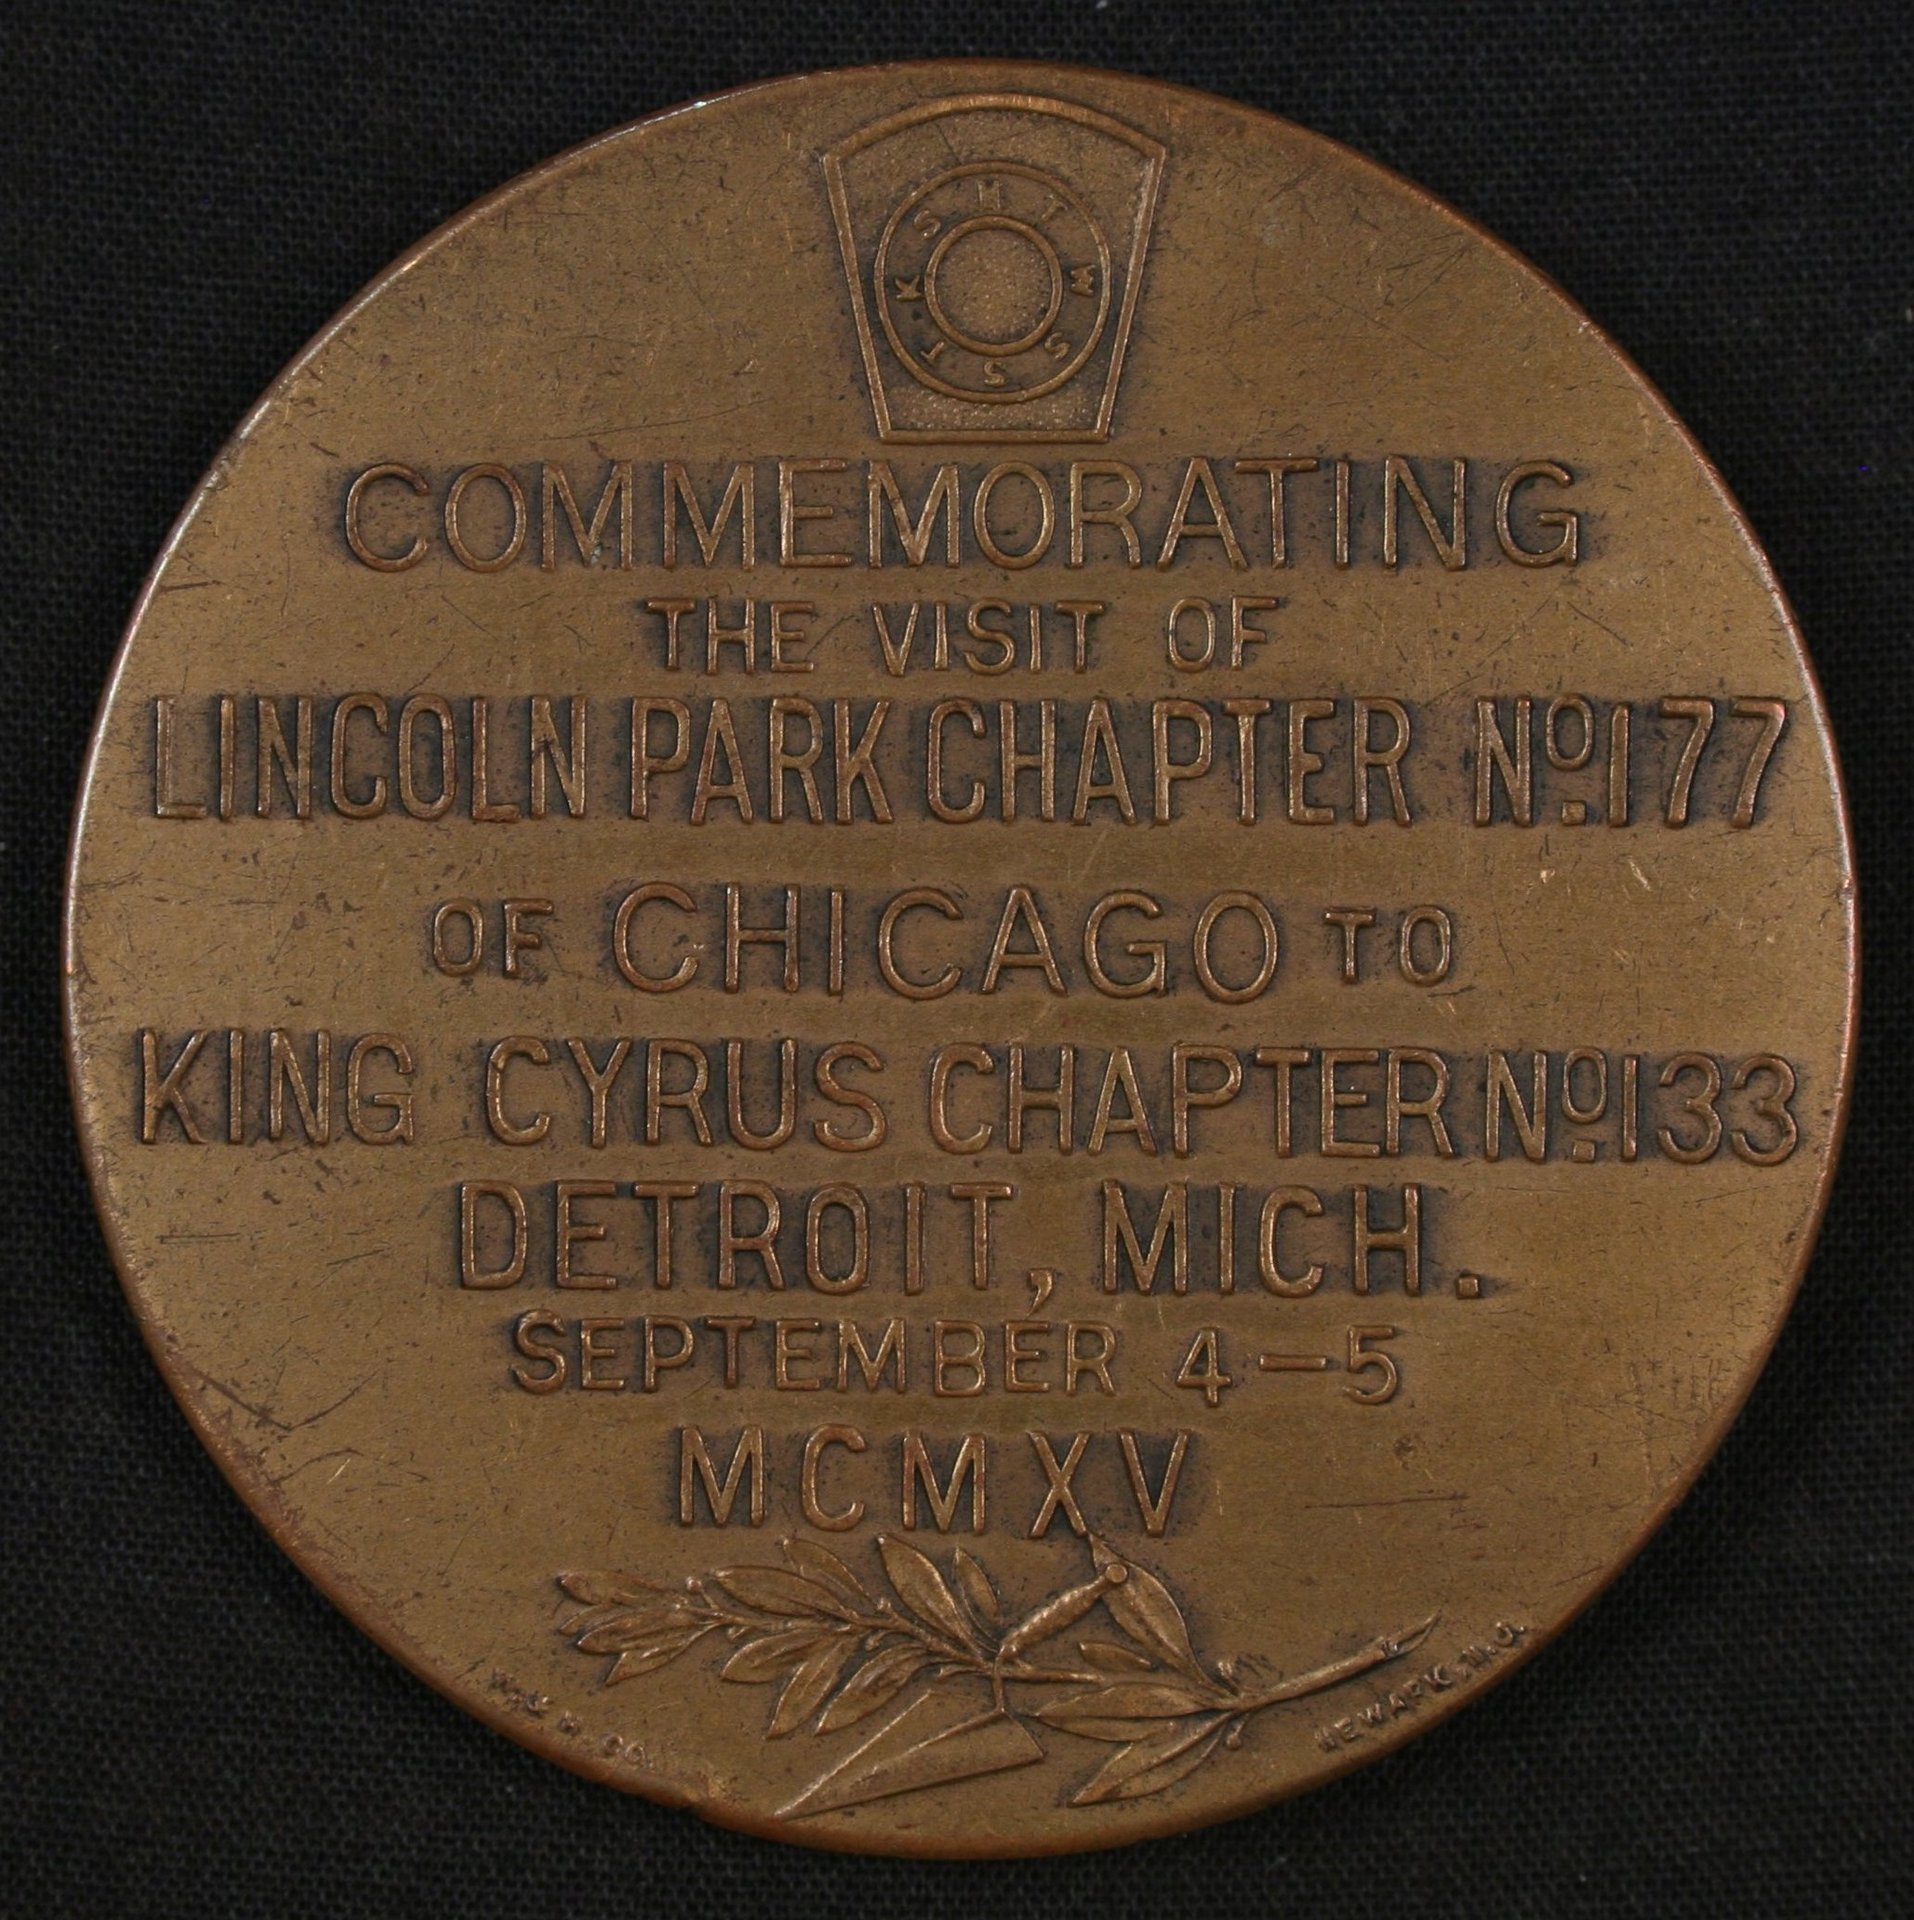 H T W S S T K S
COMMEMORATING
THE VISIT OF
LINCOLN PARK CHAPTER No. 177
OF CHICAGO TO
KING CYRUS CHAPTER No. 133
DETROIT, MICH.
SEPTEMBER 4-5
MCMXV
W. & H. CO. NEWARK, N.J.